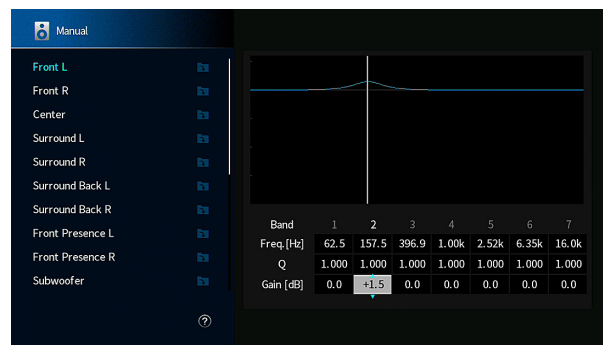 Manual
Front L
Front R
Center
Surround L
Surround R
Surround Back L
Surround Back R
Front Presence L
Front Presence R
Subwoofer
?
Band 1 2 3 4 5 6 7
Freq.[Hz] 62.5 157.5 396.9 1.00k 2.52k 6.35k 16.0k
Q 1.000 1.000 1.000 1.000 1.000 1.000 1.000
Gain [dB] 0.0 +1.5 0.0 0.0 0.0 0.0 0.0